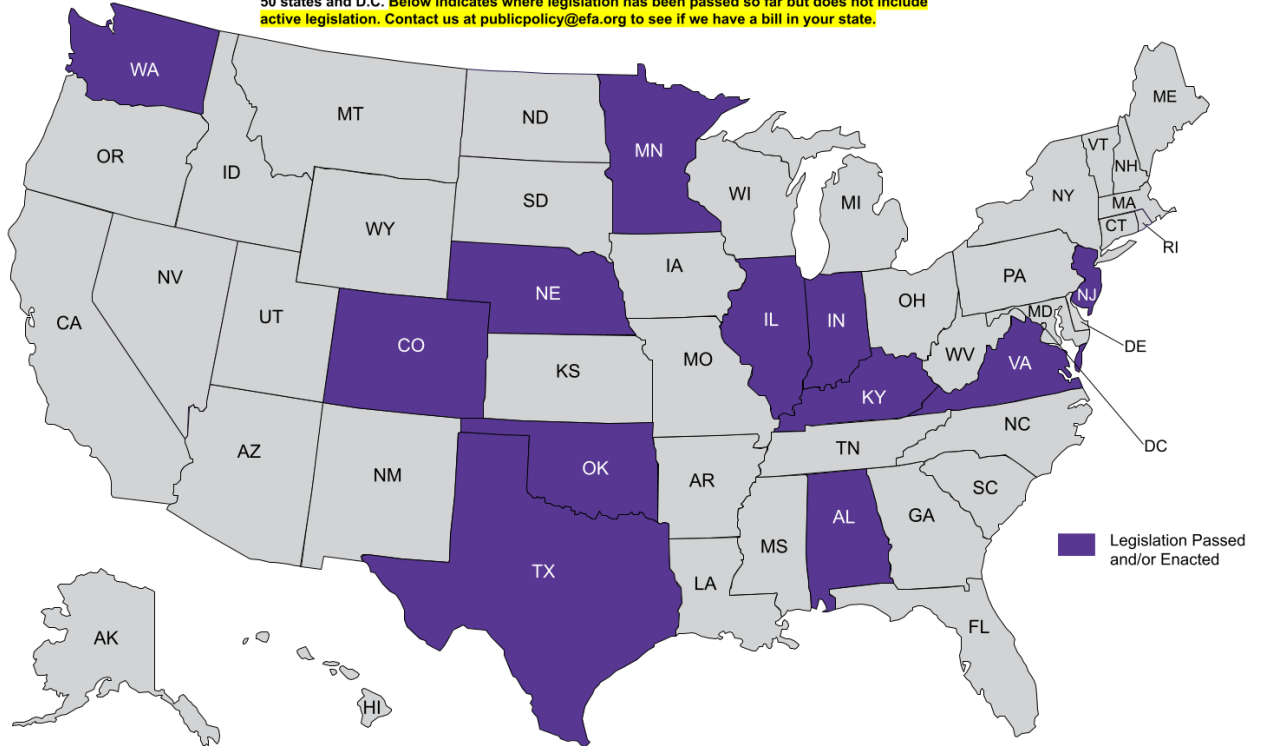 50 states and D.C. Below indicates where legislation has been passed so far but does not include
active legislation. Contact us at publicpolicy@efa.org to see if we have a bill in your state.
WA
MT
ND
MN
ME
OR
ID
SD
WI
MI
VT
NH
NY
MA
CT
RI
WY
NE
IA
PA
NJ
NV
UT
CO
IL
IN
OH
MD
DE
CA
KS
MO
WV
VA
KY
DC
AZ
NM
OK
AR
TN
NC
SC
TX
MS
AL
GA
LA
Legislation Passed
and/or Enacted
AK
HI
FL